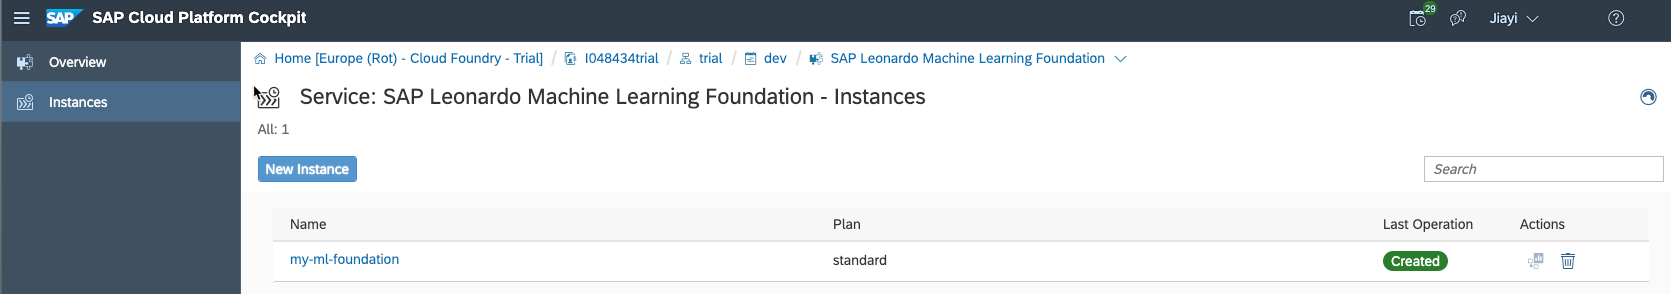 SAP SAP Cloud Platform Cockpit 29 Jiayi
Overview
Instances
Home [Europe (Rot) - Cloud Foundry - Trial] / I048434trial / trial / dev / SAP Leonardo Machine Learning Foundation
Service: SAP Leonardo Machine Learning Foundation - Instances
All: 1
New Instance Search
Name Plan Last Operation Actions
my-ml-foundation standard Created